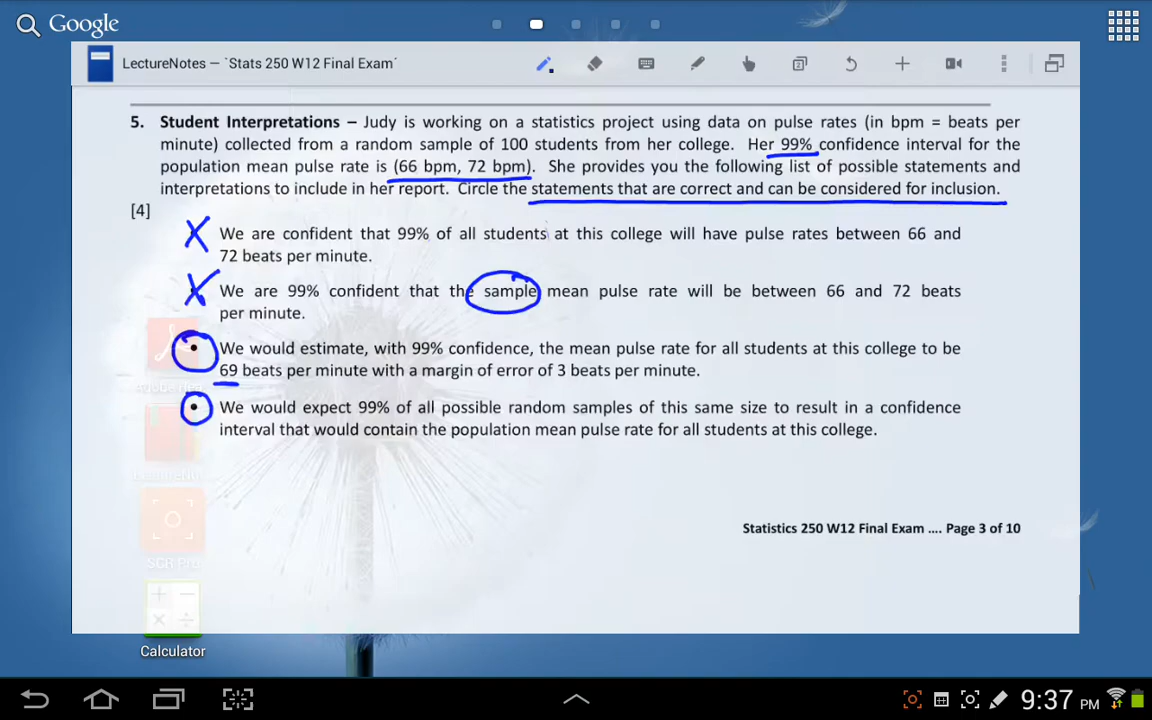 Google
LectureNotes — `Stats 250 W12 Final Exam´
5. Student Interpretations – Judy is working on a statistics project using data on pulse rates (in bpm = beats per
minute) collected from a random sample of 100 students from her college. Her 99% confidence interval for the
population mean pulse rate is (66 bpm, 72 bpm). She provides you the following list of possible statements and
interpretations to include in her report. Circle the statements that are correct and can be considered for inclusion.
[4]
We are confident that 99% of all students at this college will have pulse rates between 66 and
72 beats per minute.
We are 99% confident that the sample mean pulse rate will be between 66 and 72 beats
per minute.
• We would estimate, with 99% confidence, the mean pulse rate for all students at this college to be
69 beats per minute with a margin of error of 3 beats per minute.
• We would expect 99% of all possible random samples of this same size to result in a confidence
interval that would contain the population mean pulse rate for all students at this college.
Statistics 250 W12 Final Exam .... Page 3 of 10
SCR Pro
Calculator
9:37 PM